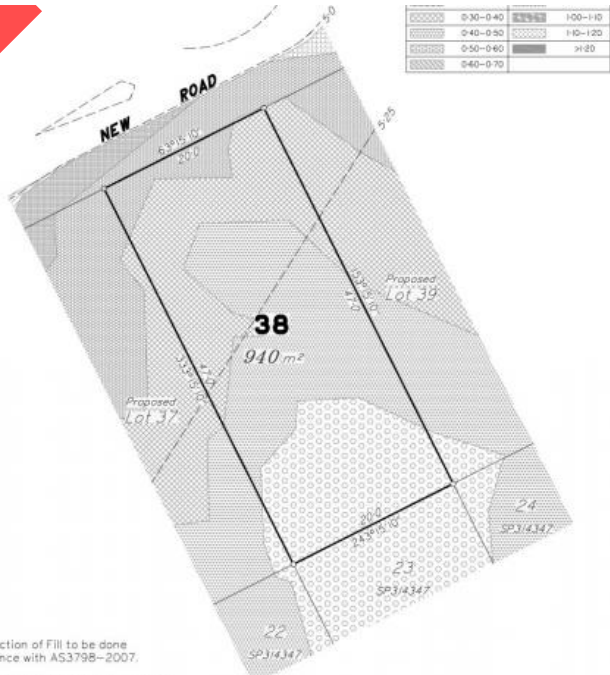 0·30-0·40
1·00-1·10
0·40-0·50
1·10-1·20
0·50-0·60
>1·20
0·60-0·70
5·0
NEW ROAD
63°15'10"
20·0
5·25
153°15'10"
47·0
Proposed
Lot 39
38
940 m²
47·0
333°15'10"
Proposed
Lot 37
20·0
243°15'10"
24
SP314347
23
SP314347
22
SP314347
ction of Fill to be done
nce with AS3798-2007.